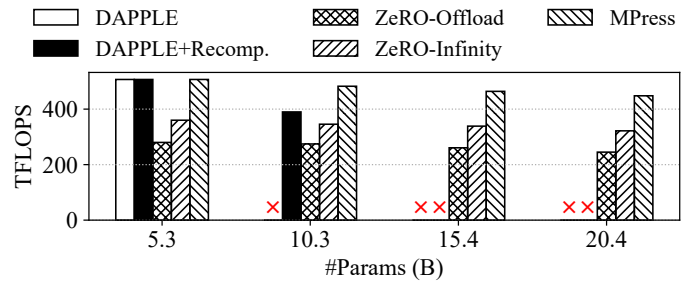 DAPPLE ZeRO-Offload MPress
DAPPLE+Recomp. ZeRO-Infinity
TFLOPS
400
200
0
5.3 10.3 15.4 20.4
#Params (B)